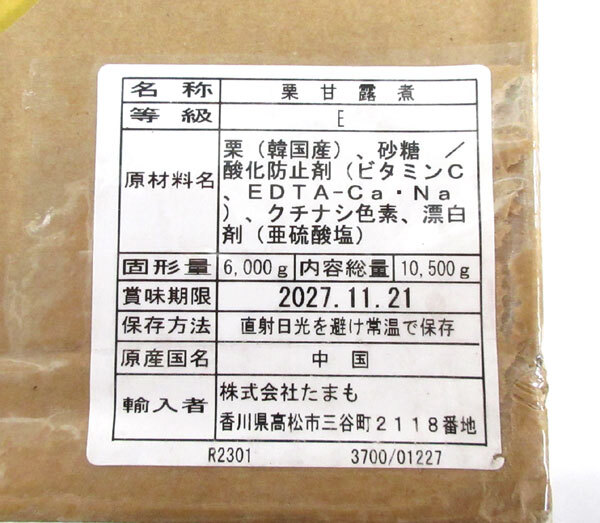 名称 栗甘露煮
等級 E
原材料名 栗（韓国産）、砂糖 ／
酸化防止剤（ビタミンC
、EDTA-Ca・Na
）、クチナシ色素、漂白
剤（亜硫酸塩）
固形量 6,000g 内容総量 10,500g
賞味期限 2027.11.21
保存方法 直射日光を避け常温で保存
原産国名 中国
輸入者 株式会社たまも
香川県高松市三谷町2118番地
R2301 3700/01227